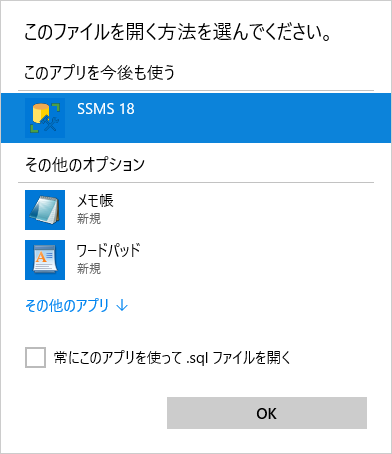 このファイルを開く方法を選んでください。
このアプリを今後も使う
SSMS 18
その他のオプション
メモ帳
新規
ワードパッド
新規
その他のアプリ ↓
常にこのアプリを使って .sql ファイルを開く
OK